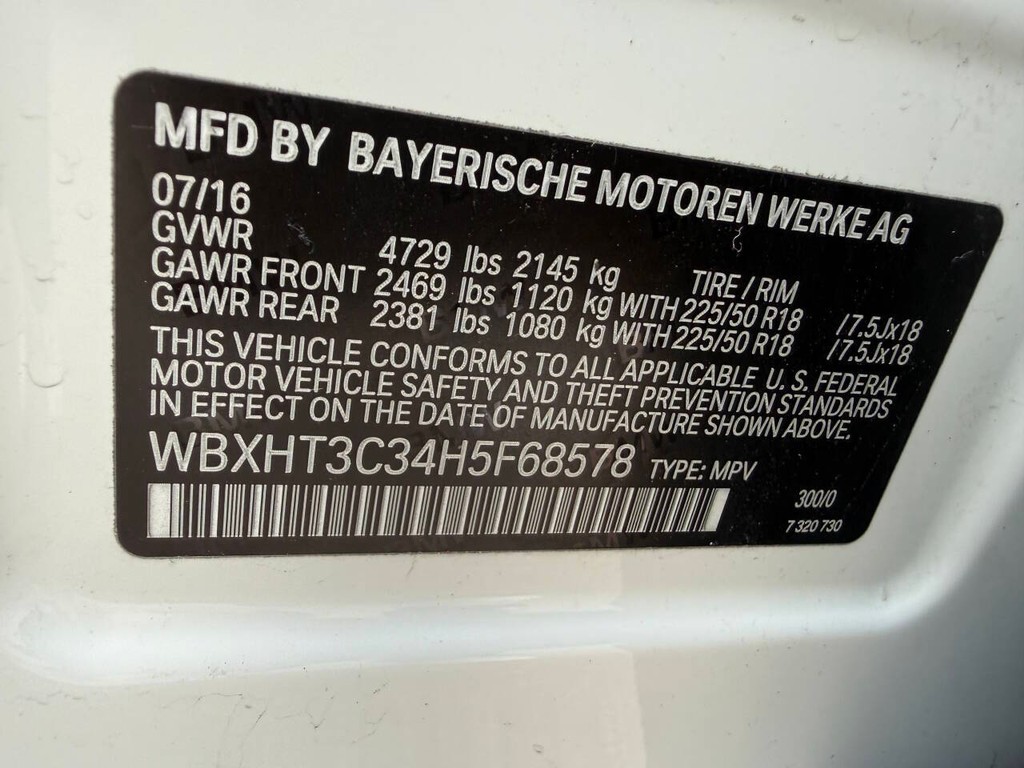 MFD BY BAYERISCHE MOTOREN WERKE AG
07/16
GVWR 4729 lbs 2145 kg TIRE / RIM
GAWR FRONT 2469 lbs 1120 kg WITH 225/50 R18 /7.5Jx18
GAWR REAR 2381 lbs 1080 kg WITH 225/50 R18 /7.5Jx18
THIS VEHICLE CONFORMS TO ALL APPLICABLE U.S. FEDERAL
MOTOR VEHICLE SAFETY AND THEFT PREVENTION STANDARDS
IN EFFECT ON THE DATE OF MANUFACTURE SHOWN ABOVE.
WBXHT3C34H5F68578 TYPE: MPV
300/0
7 320 730